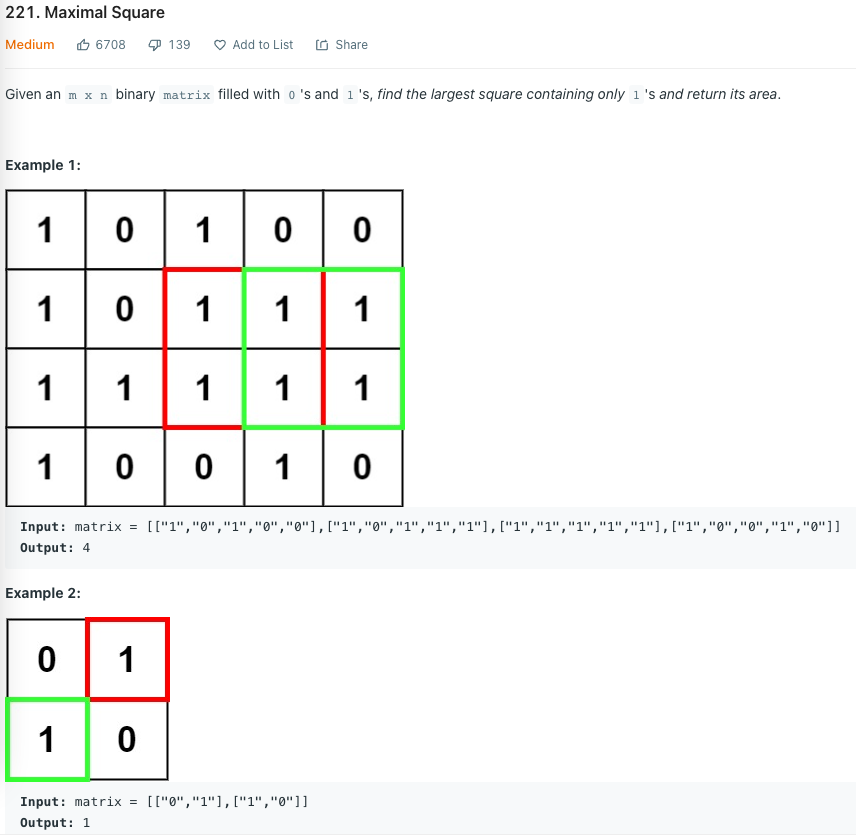 221. Maximal Square
Medium 6708 139 Add to List Share
Given an m x n binary matrix filled with 0 's and 1 's, find the largest square containing only 1 's and return its area.
Example 1:
1 0 1 0 0
1 0 1 1 1
1 1 1 1 1
1 0 0 1 0
Input: matrix = [["1","0","1","0","0"],["1","0","1","1","1"],["1","1","1","1","1"],["1","0","0","1","0"]]
Output: 4
Example 2:
0 1
1 0
Input: matrix = [["0","1"],["1","0"]]
Output: 1